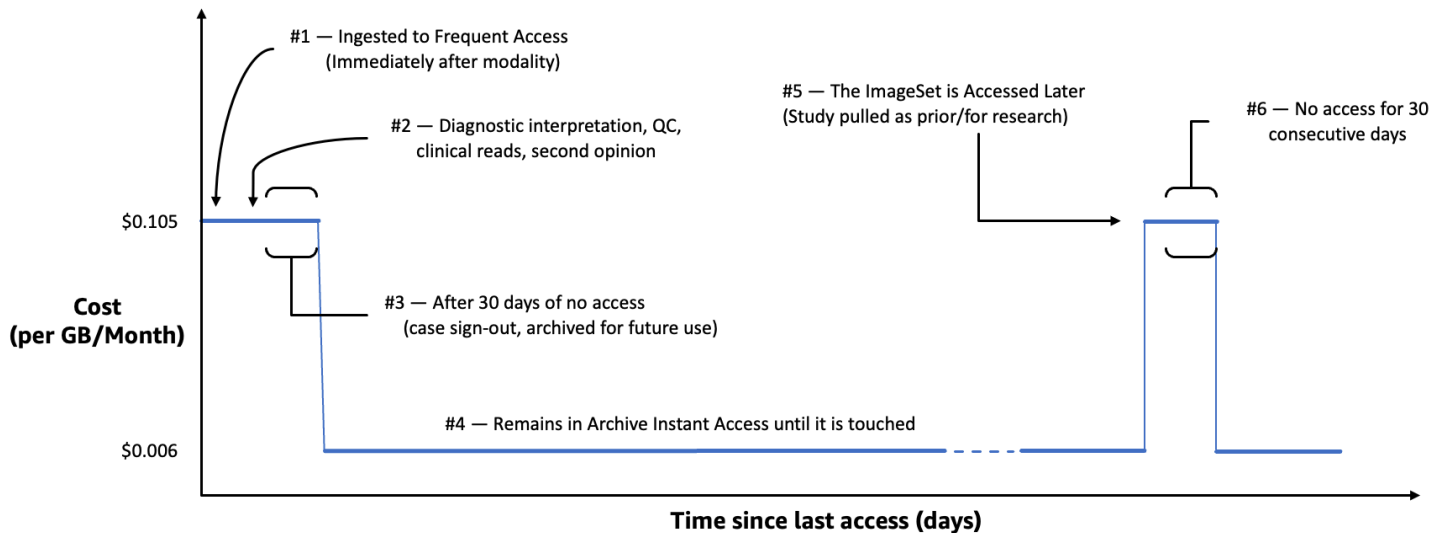 #1 — Ingested to Frequent Access
(Immediately after modality)
#2 — Diagnostic interpretation, QC,
clinical reads, second opinion
#5 — The ImageSet is Accessed Later
(Study pulled as prior/for research)
#6 — No access for 30
consecutive days
$0.105
Cost
(per GB/Month)
#3 — After 30 days of no access
(case sign-out, archived for future use)
#4 — Remains in Archive Instant Access until it is touched
$0.006
Time since last access (days)